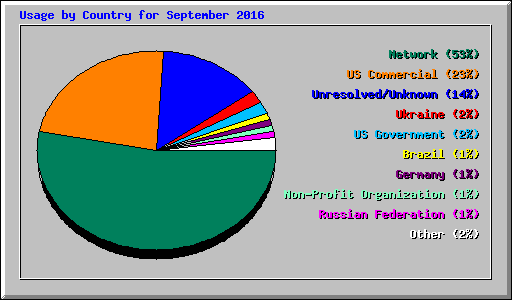 Usage by Country for September 2016
Network (53%)
US Commercial (23%)
Unresolved/Unknown (14%)
Ukraine (2%)
US Government (2%)
Brazil (1%)
Germany (1%)
Non-Profit Organization (1%)
Russian Federation (1%)
Other (2%)